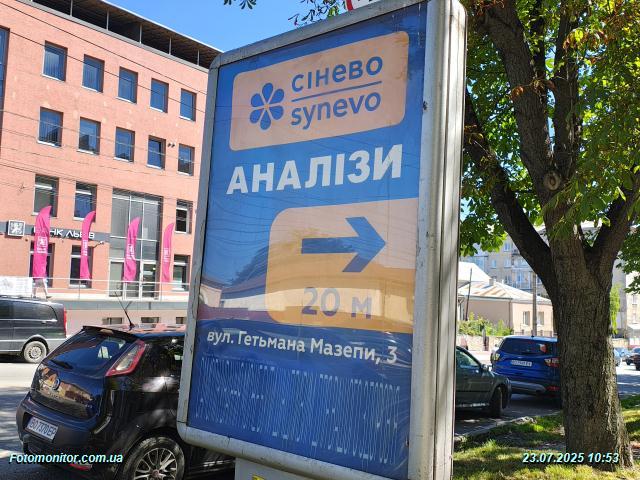 сінево
synevo
АНАЛІЗИ
20 м
вул. Гетьмана Мазепи, 3
БАНК ЛЬВІВ
Fotomonitor.com.ua
23.07.2025 10:53